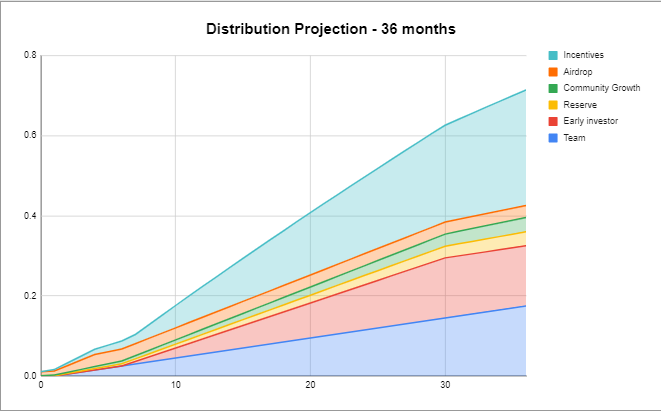 Distribution Projection - 36 months
0.8
0.6
0.4
0.2
0.0
0 10 20 30
Incentives
Airdrop
Community Growth
Reserve
Early investor
Team